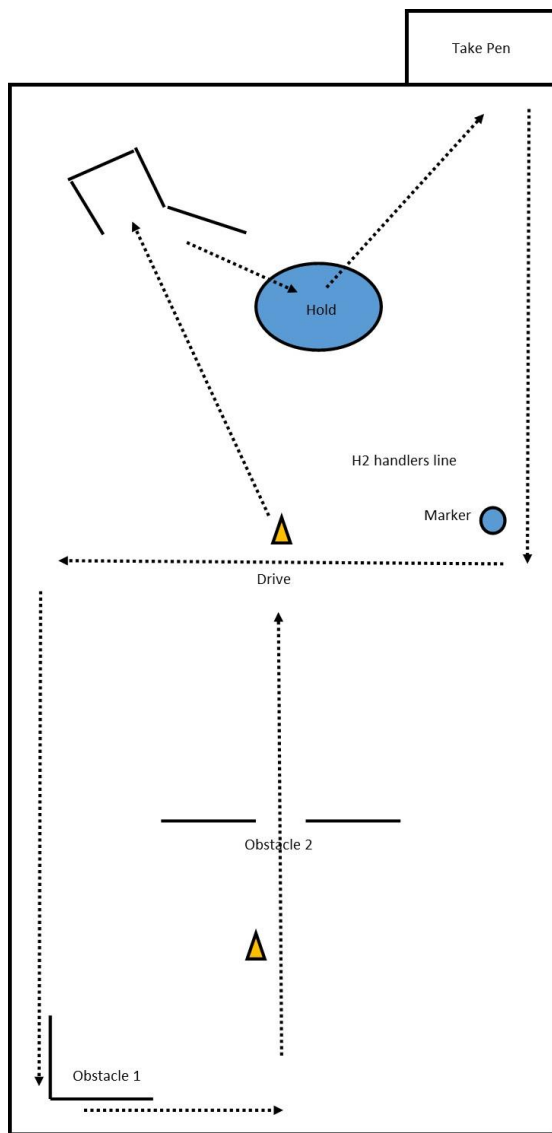 Take Pen
Hold
H2 handlers line
Marker
Drive
Obstacle 2
Obstacle 1